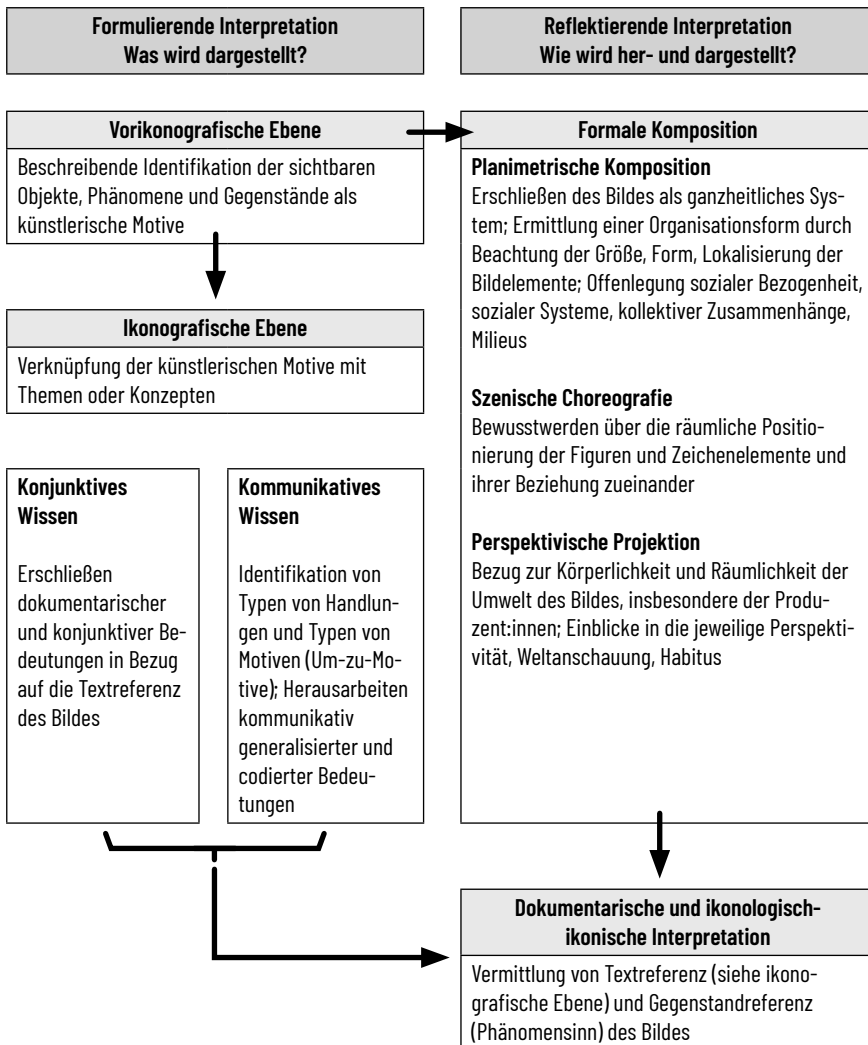 Formulierende Interpretation
Was wird dargestellt?
Reflektierende Interpretation
Wie wird her- und dargestellt?
Vorikonografische Ebene
Beschreibende Identifikation der sichtbaren
Objekte, Phänomene und Gegenstände als
künstlerische Motive
Ikonografische Ebene
Verknüpfung der künstlerischen Motive mit
Themen oder Konzepten
Konjunktives
Wissen
Erschließen
dokumentarischer
und konjunktiver Be-
deutungen in Bezug
auf die Textreferenz
des Bildes
Kommunikatives
Wissen
Identifikation von
Typen von Handlun-
gen und Typen von
Motiven (Um-zu-Mo-
tive); Herausarbeiten
kommunikativ
generalisierter und
codierter Bedeu-
tungen
Formale Komposition
Planimetrische Komposition
Erschließen des Bildes als ganzheitliches Sys-
tem; Ermittlung einer Organisationsform durch
Beachtung der Größe, Form, Lokalisierung der
Bildelemente; Offenlegung sozialer Bezogenheit,
sozialer Systeme, kollektiver Zusammenhänge,
Milieus
Szenische Choreografie
Bewusstwerden über die räumliche Positio-
nierung der Figuren und Zeichenelemente und
ihrer Beziehung zueinander
Perspektivische Projektion
Bezug zur Körperlichkeit und Räumlichkeit der
Umwelt des Bildes, insbesondere der Produ-
zent:innen; Einblicke in die jeweilige Perspekti-
vität, Weltanschauung, Habitus
Dokumentarische und ikonologisch-
ikonische Interpretation
Vermittlung von Textreferenz (siehe ikono-
grafische Ebene) und Gegenstandreferenz
(Phänomensinn) des Bildes